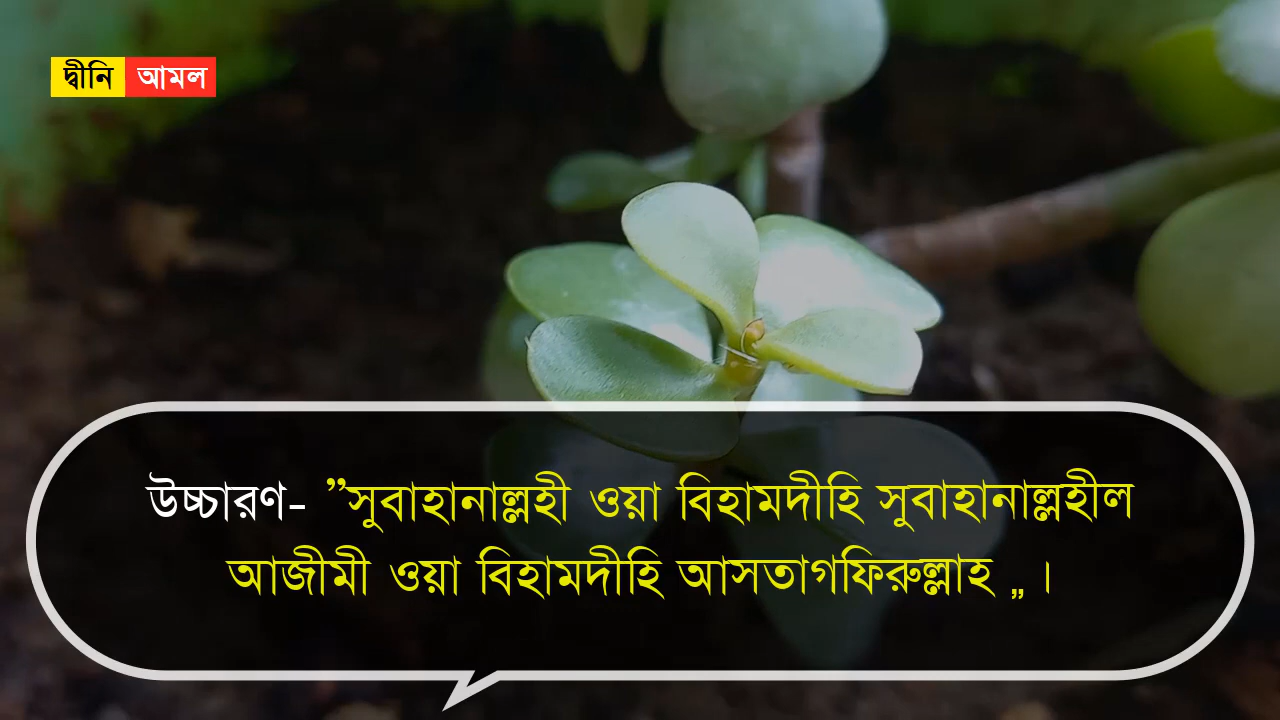 দ্বীনি আমল
উচ্চারণ- ”সুবাহানাল্লহী ওয়া বিহামদীহি সুবাহানাল্লহীল
আজীমী ওয়া বিহামদীহি আসতাগফিরুল্লাহ „ ।